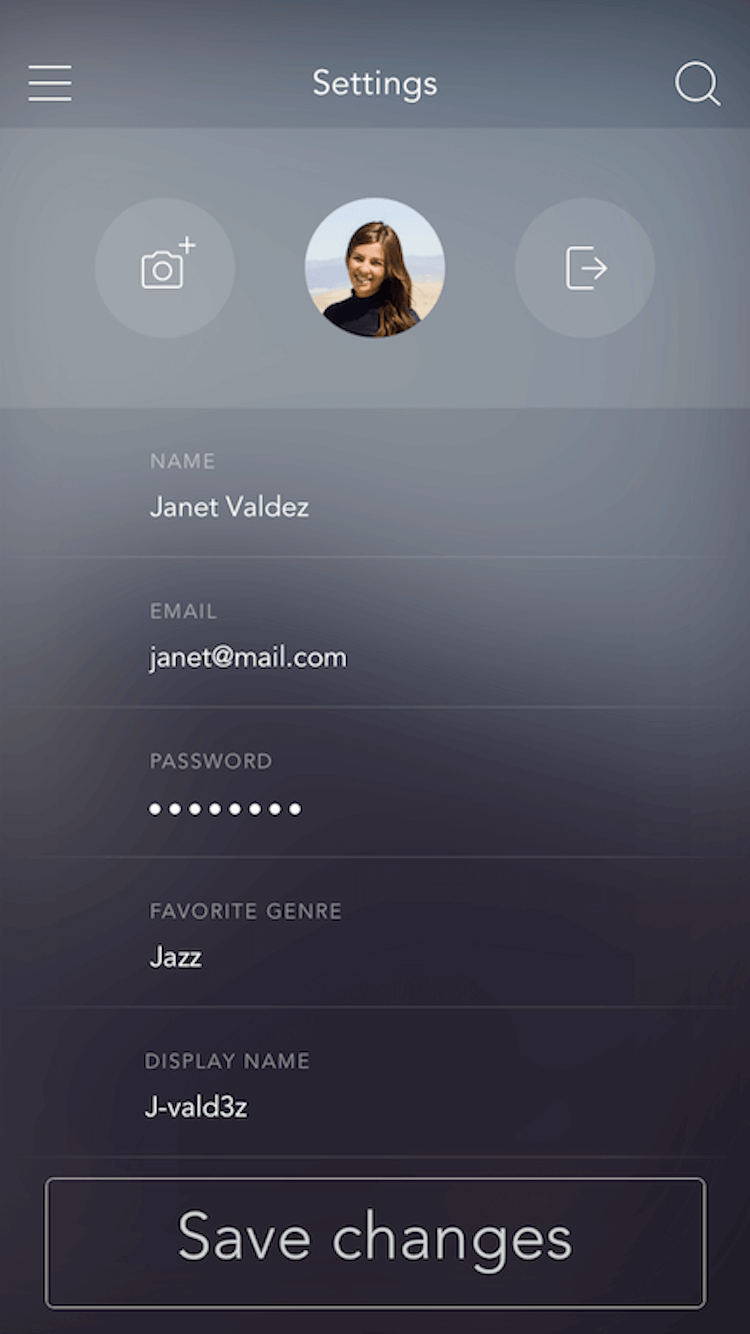 Settings
NAME
Janet Valdez
EMAIL
janet@mail.com
PASSWORD
••••••••
FAVORITE GENRE
Jazz
DISPLAY NAME
J-vald3z
Save changes